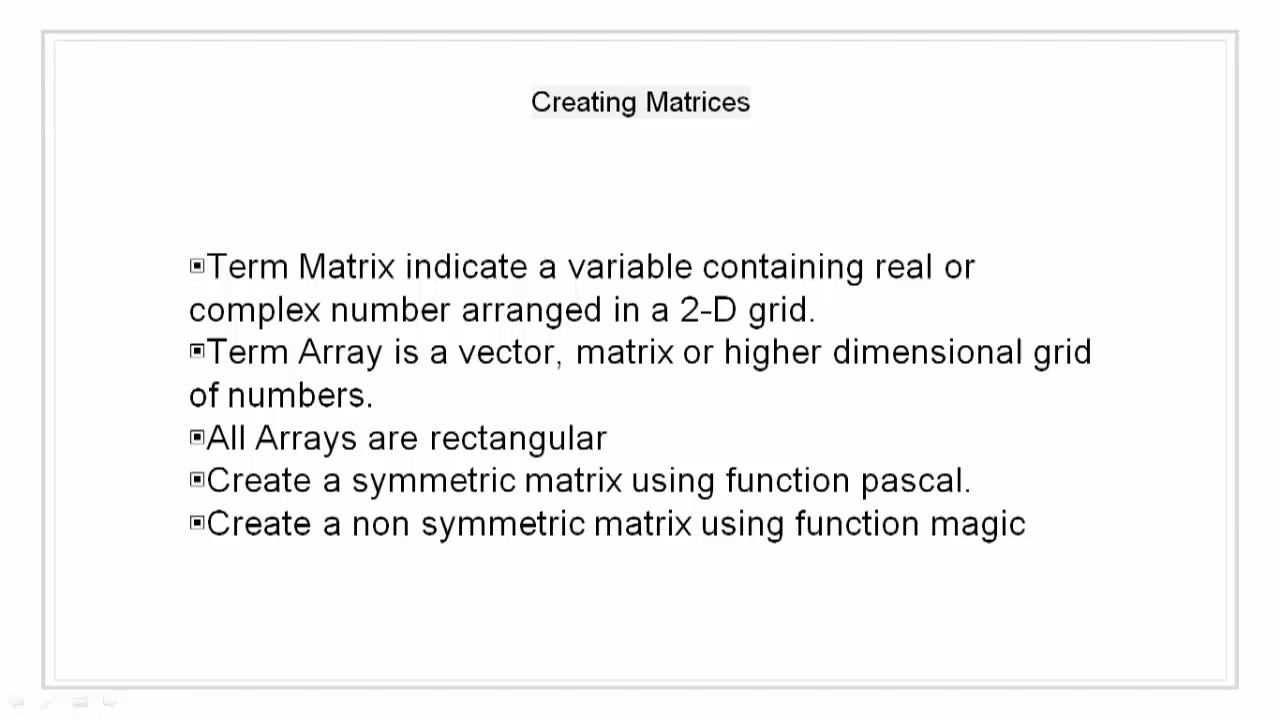 Creating Matrices
▣Term Matrix indicate a variable containing real or
complex number arranged in a 2-D grid.
▣Term Array is a vector, matrix or higher dimensional grid
of numbers.
▣All Arrays are rectangular
▣Create a symmetric matrix using function pascal.
▣Create a non symmetric matrix using function magic